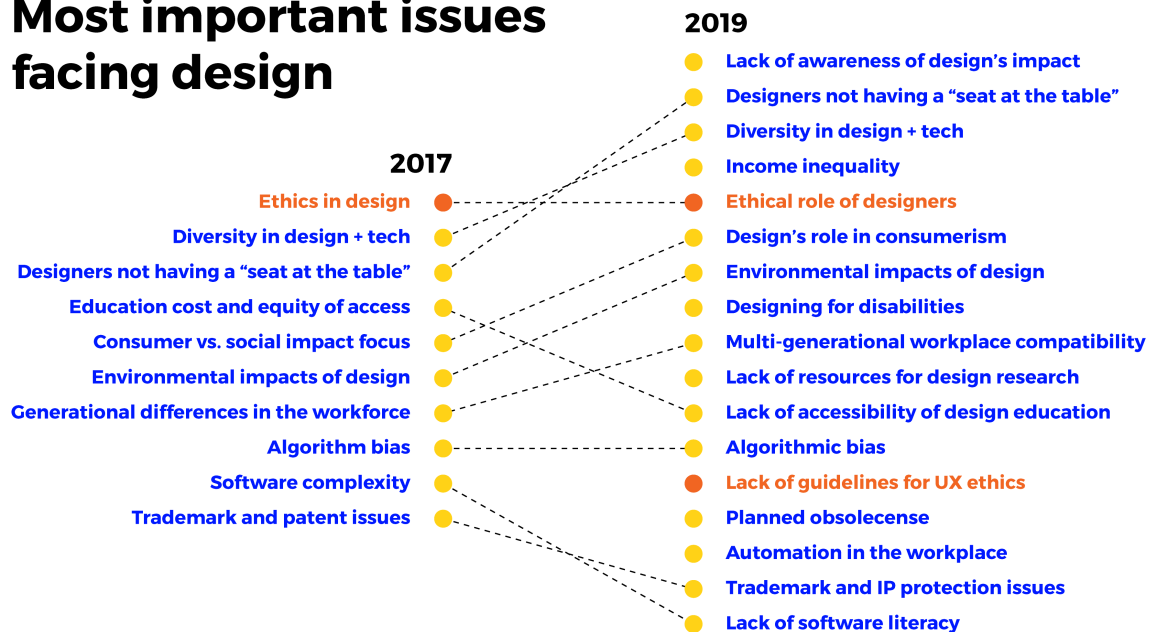 Most important issues
facing design
2017
Ethics in design
Diversity in design + tech
Designers not having a “seat at the table”
Education cost and equity of access
Consumer vs. social impact focus
Environmental impacts of design
Generational differences in the workforce
Algorithm bias
Software complexity
Trademark and patent issues
2019
Lack of awareness of design’s impact
Designers not having a “seat at the table”
Diversity in design + tech
Income inequality
Ethical role of designers
Design’s role in consumerism
Environmental impacts of design
Designing for disabilities
Multi-generational workplace compatibility
Lack of resources for design research
Lack of accessibility of design education
Algorithmic bias
Lack of guidelines for UX ethics
Planned obsolecense
Automation in the workplace
Trademark and IP protection issues
Lack of software literacy